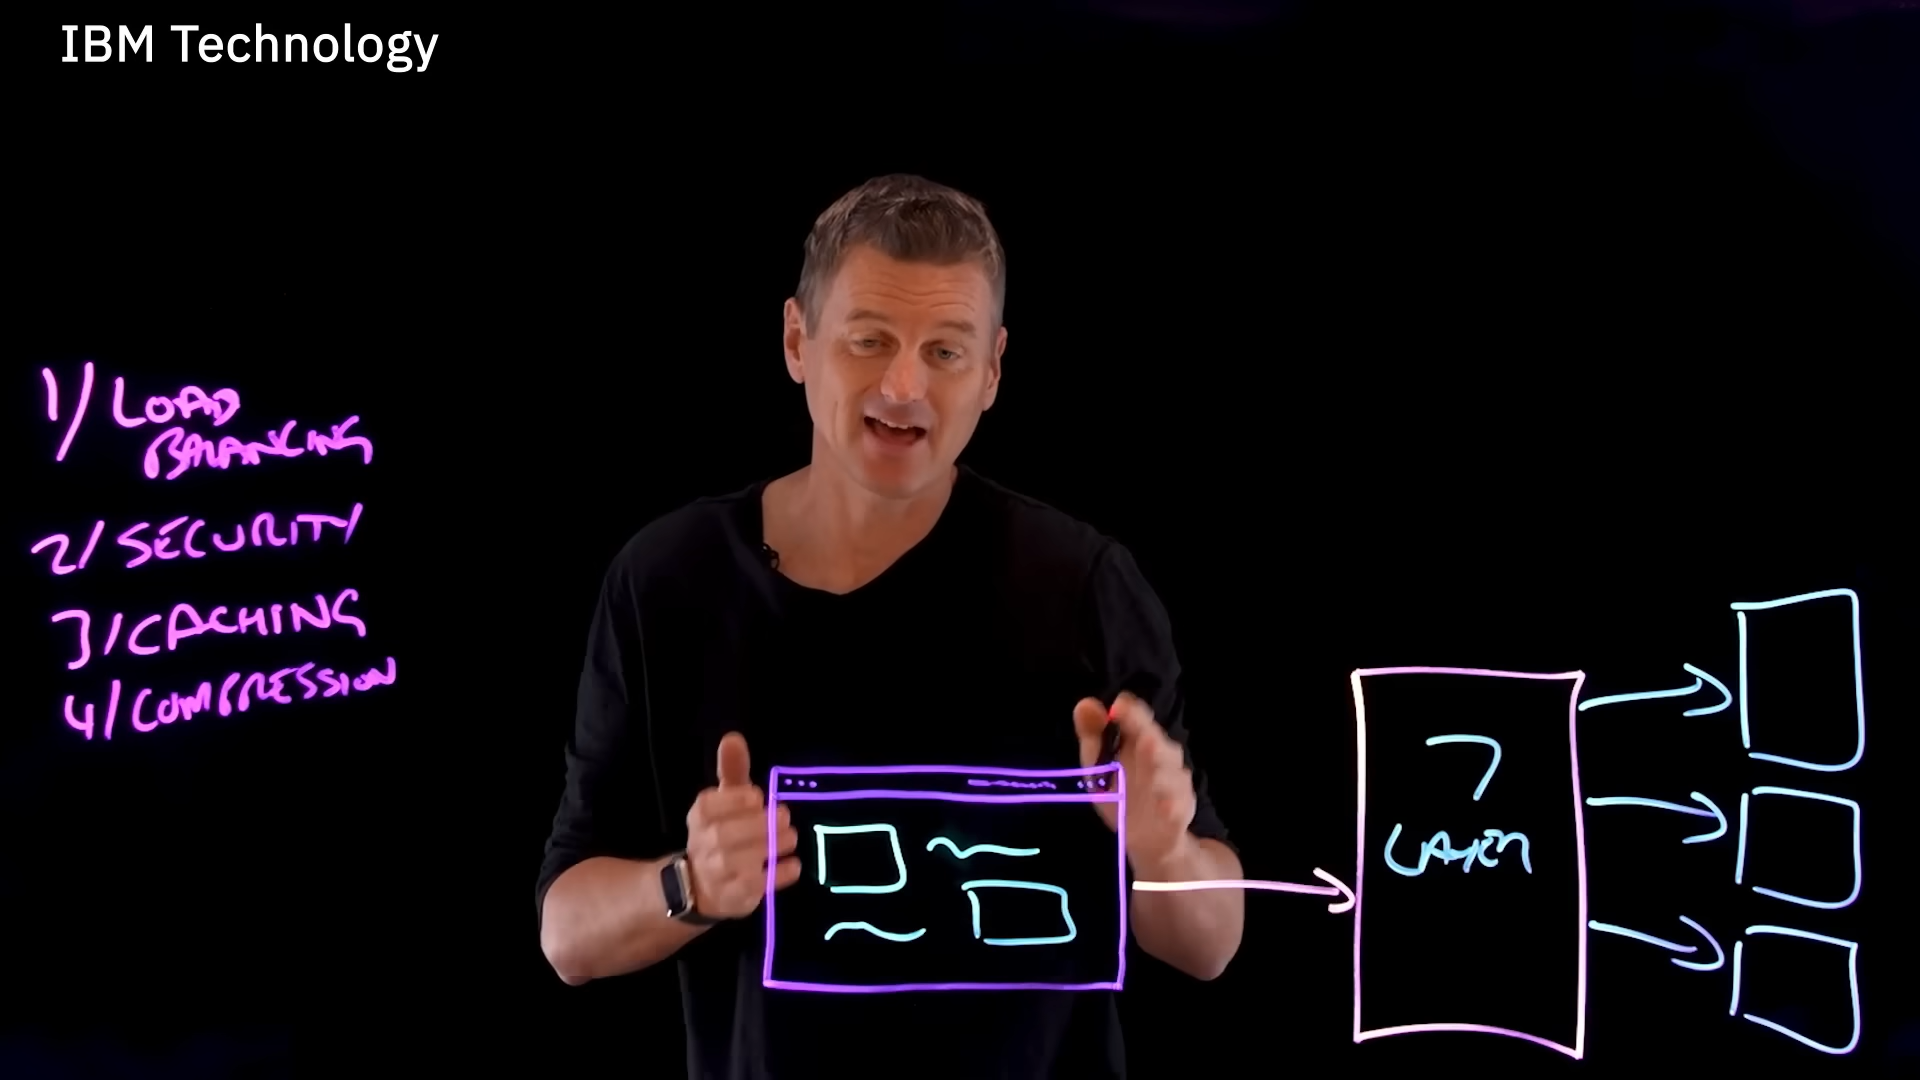 IBM Technology
1/ LOAD
BALANCING
2/ SECURITY
3/ CACHING
4/ COMPRESSION
7
LAYER